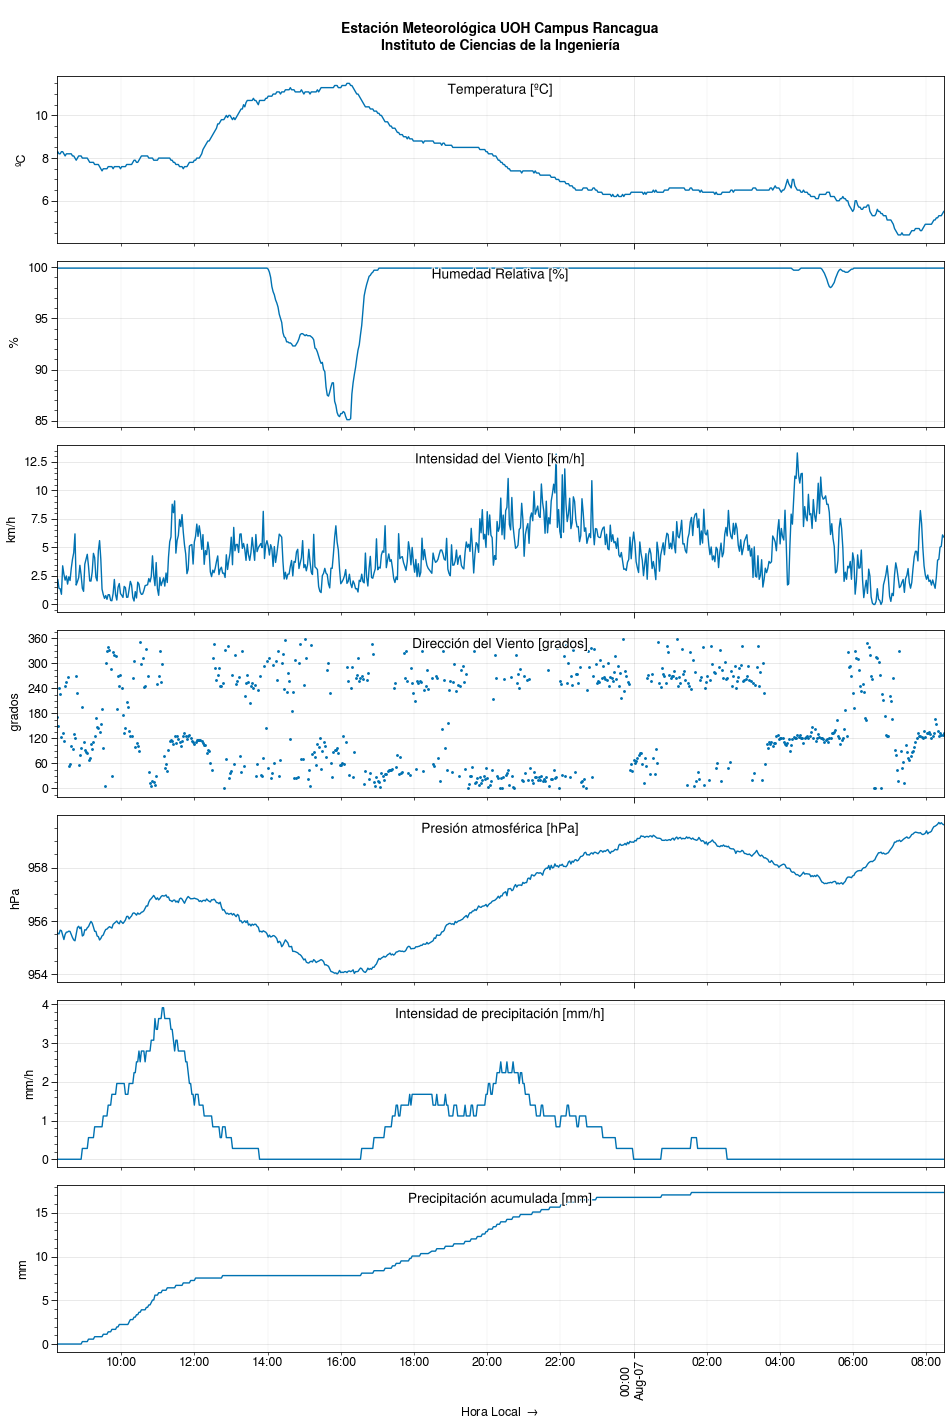 Estación Meteorológica UOH Campus Rancagua
Instituto de Ciencias de la Ingeniería
Temperatura [ºC]
ºC
10
8
6
Humedad Relativa [%]
%
100
95
90
85
Intensidad del Viento [km/h]
km/h
12.5
10
7.5
5
2.5
0
Dirección del Viento [grados]
grados
360
300
240
180
120
60
0
Presión atmosférica [hPa]
hPa
958
956
954
Intensidad de precipitación [mm/h]
mm/h
4
3
2
1
0
Precipitación acumulada [mm]
mm
15
10
5
0
10:00 12:00 14:00 16:00 18:00 20:00 22:00 00:00 02:00 04:00 06:00 08:00
Aug-07
Hora Local →